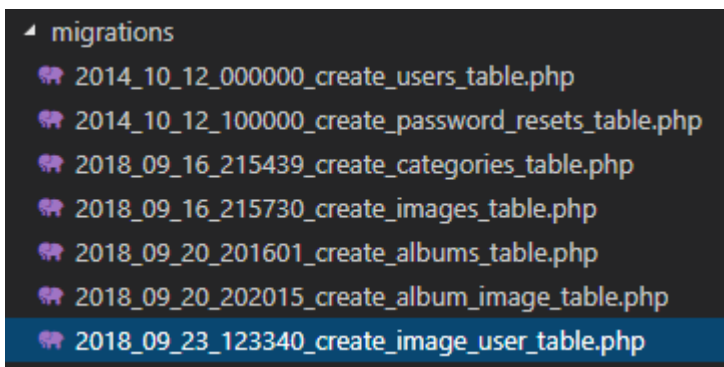 migrations
2014_10_12_000000_create_users_table.php
2014_10_12_100000_create_password_resets_table.php
2018_09_16_215439_create_categories_table.php
2018_09_16_215730_create_images_table.php
2018_09_20_201601_create_albums_table.php
2018_09_20_202015_create_album_image_table.php
2018_09_23_123340_create_image_user_table.php